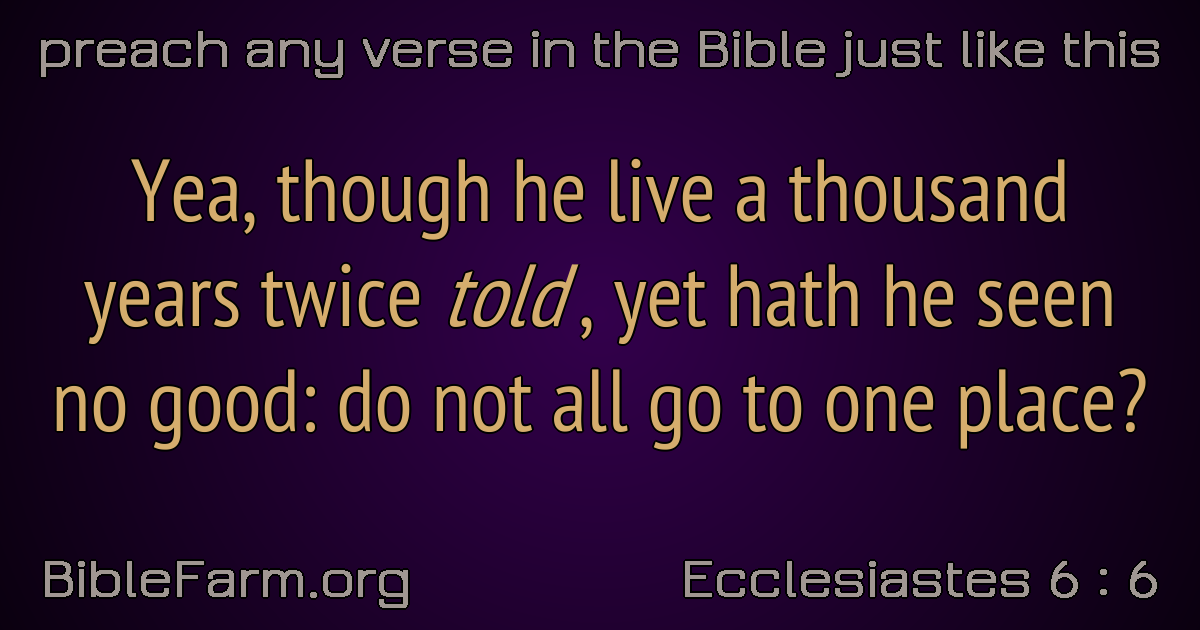 preach any verse in the Bible just like this
Yea, though he live a thousand
years twice told, yet hath he seen
no good: do not all go to one place?
BibleFarm.org
Ecclesiastes 6 : 6